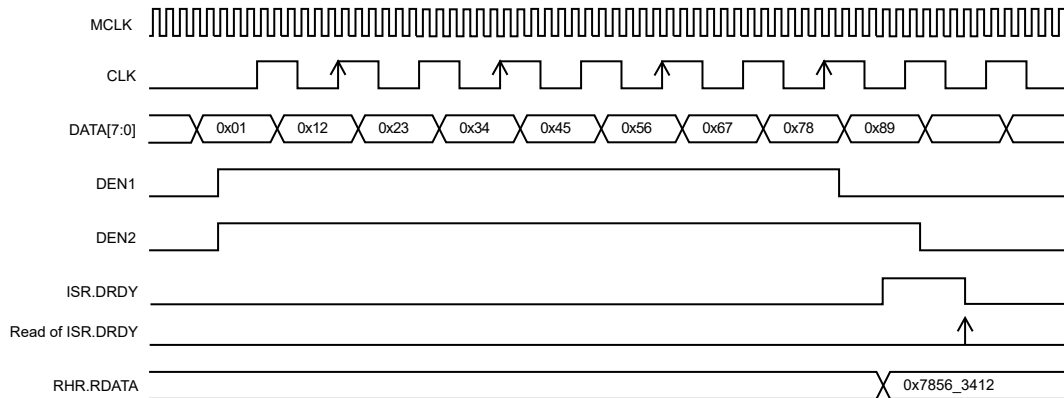 MCLK
CLK
DATA[7:0] 0x01 0x12 0x23 0x34 0x45 0x56 0x67 0x78 0x89
DEN1
DEN2
ISR.DRDY
Read of ISR.DRDY
RHR.RDATA 0x7856_3412